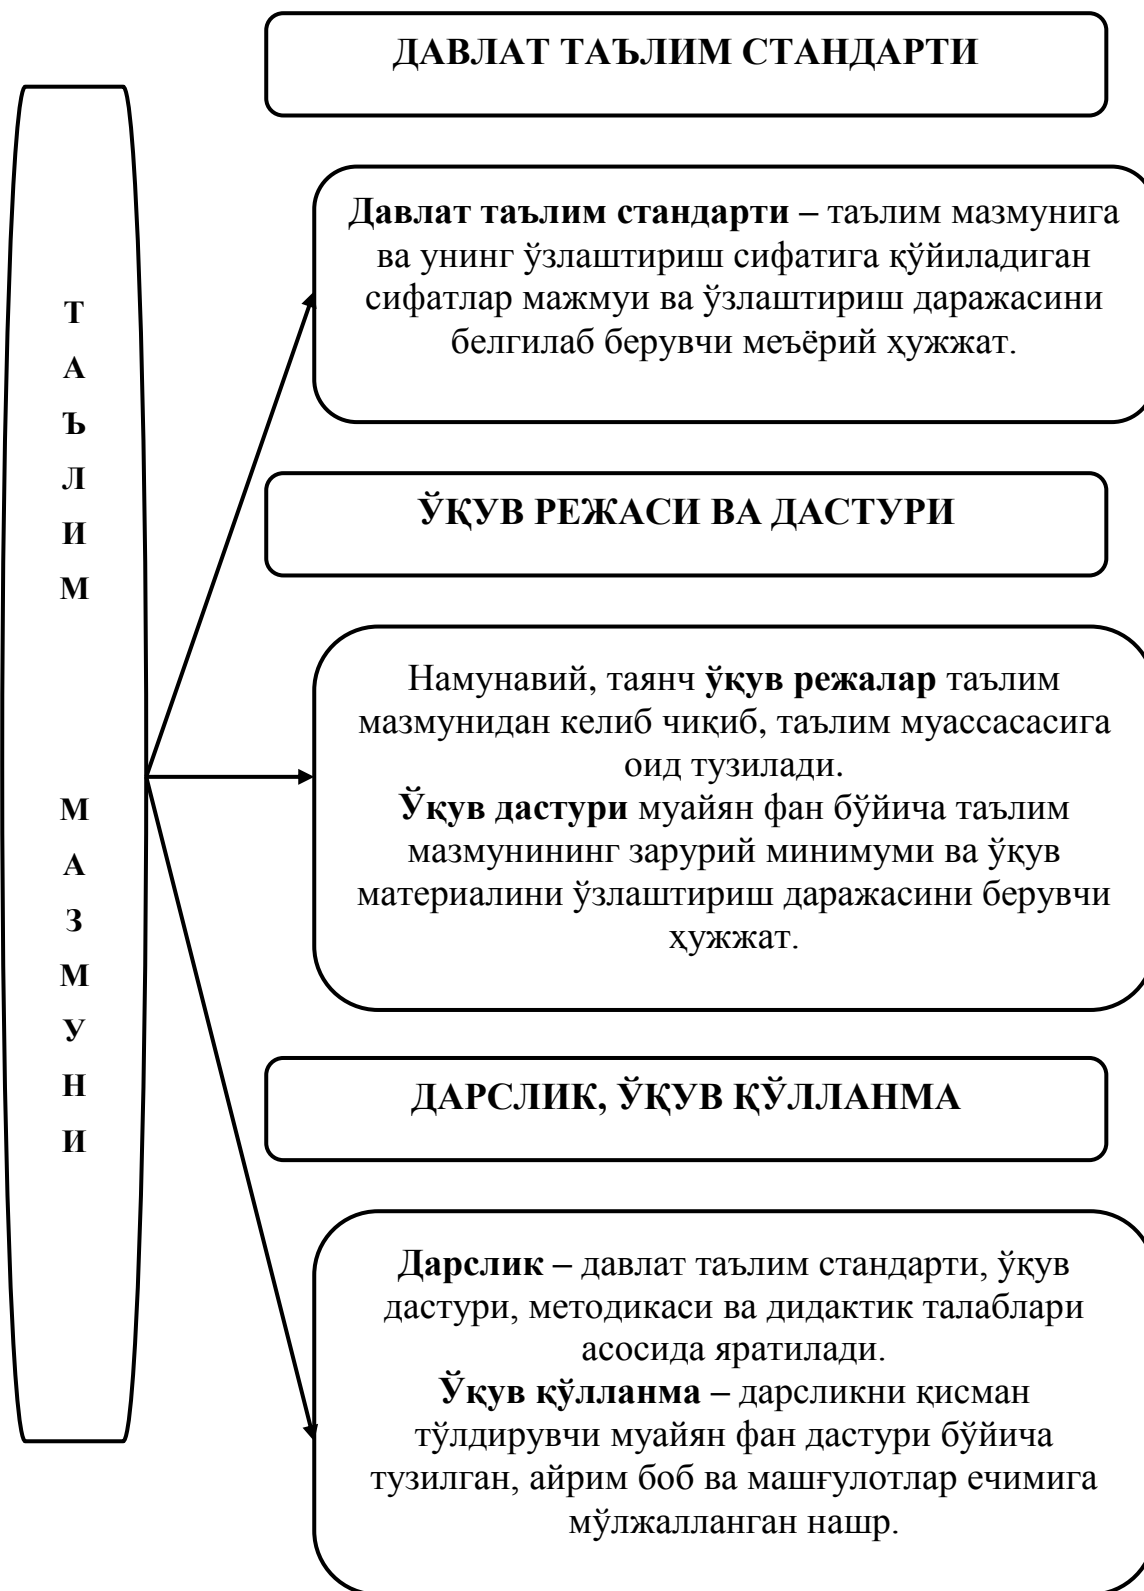 ДАВЛАТ ТАЪЛИМ СТАНДАРТИ
Давлат таълим стандарти – таълим мазмунига
ва унинг ўзлаштириш сифатига қўйиладиган
сифатлар мажмуи ва ўзлаштириш даражасини
белгилаб берувчи меъёрий ҳужжат.
Т
А
Ъ
Л
И
М
М
А
З
М
У
Н
И
ЎҚУВ РЕЖАСИ ВА ДАСТУРИ
Намунавий, таянч ўқув режалар таълим
мазмунидан келиб чиқиб, таълим муассасасига
оид тузилади.
Ўқув дастури муайян фан бўйича таълим
мазмунининг зарурий минимуми ва ўқув
материалини ўзлаштириш даражасини берувчи
ҳужжат.
ДАРСЛИК, ЎҚУВ ҚЎЛЛАНМА
Дарслик – давлат таълим стандарти, ўқув
дастури, методикаси ва дидактик талаблари
асосида яратилади.
Ўқув қўлланма – дарсликни қисман
тўлдирувчи муайян фан дастури бўйича
тузилган, айрим боб ва машғулотлар ечимига
мўлжалланган нашр.